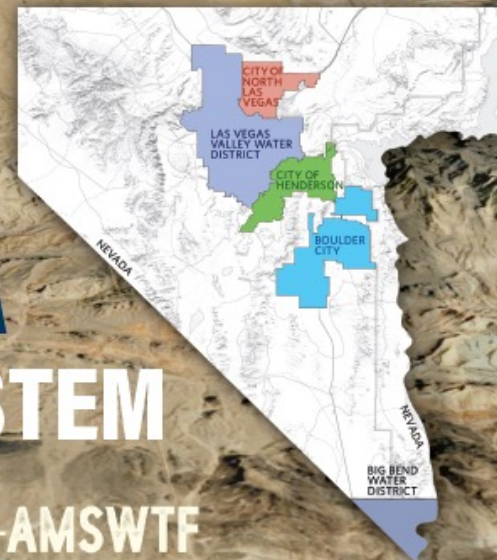 CITY OF
NORTH
LAS
VEGAS
LAS VEGAS
VALLEY WATER
DISTRICT
CITY OF
HENDERSON
BOULDER
CITY
NEVADA
STEM
NEVADA
BIG BEND
WATER
DISTRICT
-AMSWTF